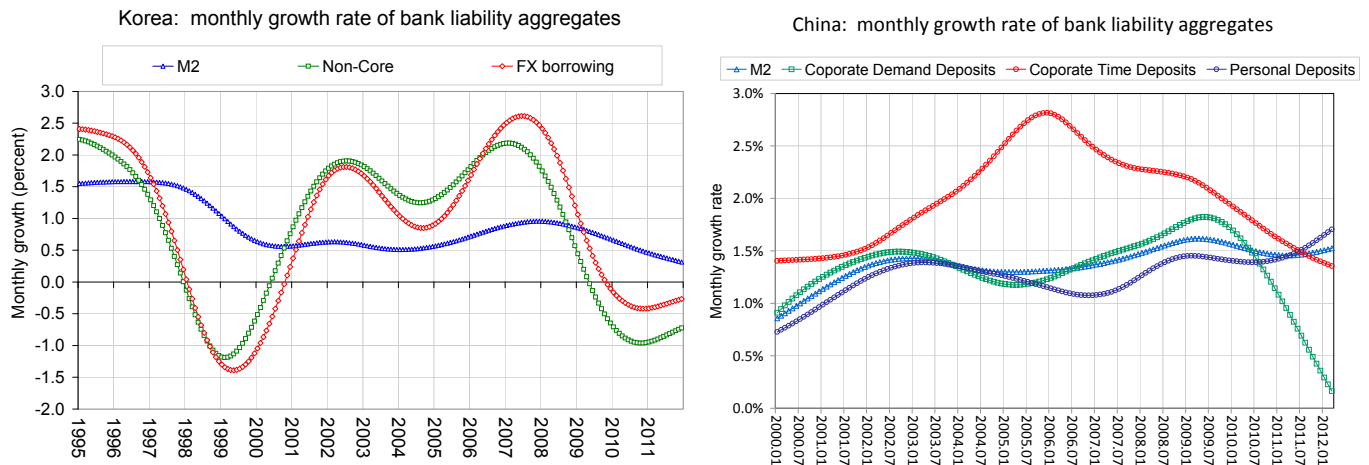 Korea: monthly growth rate of bank liability aggregates
M2 Non-Core FX borrowing
Monthly growth (percent)
3.0
2.5
2.0
1.5
1.0
0.5
0.0
-0.5
-1.0
-1.5
-2.0
1995 1996 1997 1998 1999 2000 2001 2002 2003 2004 2005 2006 2007 2008 2009 2010 2011
China: monthly growth rate of bank liability aggregates
M2 Coporate Demand Deposits Coporate Time Deposits Personal Deposits
Monthly growth rate
3.0%
2.5%
2.0%
1.5%
1.0%
0.5%
0.0%
2000.01 2000.07 2001.01 2001.07 2002.01 2002.07 2003.01 2003.07 2004.01 2004.07 2005.01 2005.07 2006.01 2006.07 2007.01 2007.07 2008.01 2008.07 2009.01 2009.07 2010.01 2010.07 2011.01 2011.07 2012.01